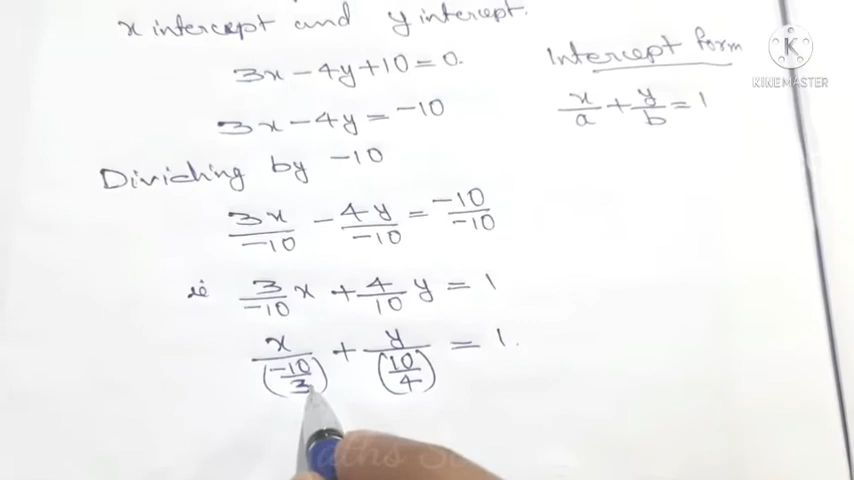 x intercept and y intercept.
3x - 4y + 10 = 0.
3x - 4y = -10
Intercept form
x/a + y/b = 1
Dividing by -10
3x/-10 - 4y/-10 = -10/-10
ie 3/-10 x + 4/10 y = 1
x/(-10/3) + y/(10/4) = 1.
K
KINEMASTER